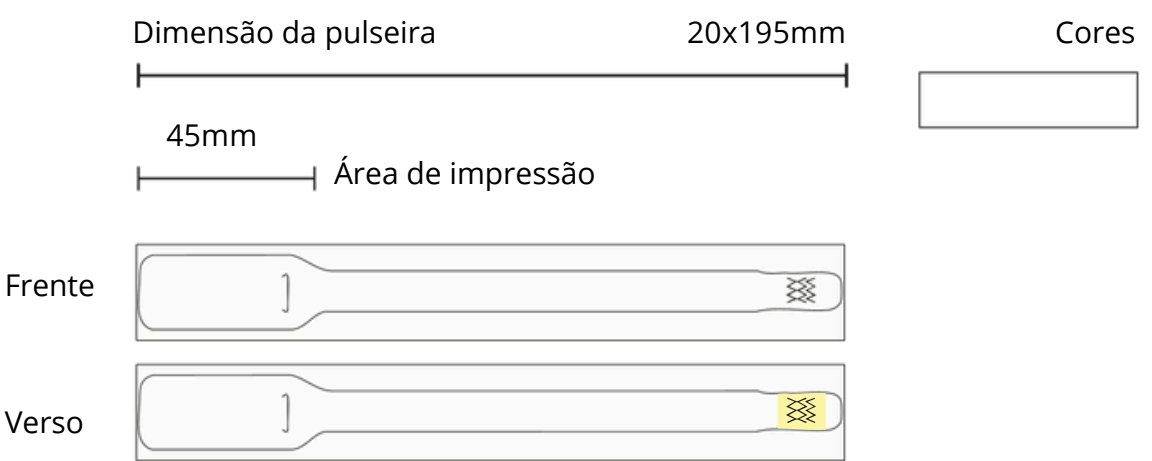 Dimensão da pulseira 20x195mm Cores
45mm
Área de impressão
Frente
Verso